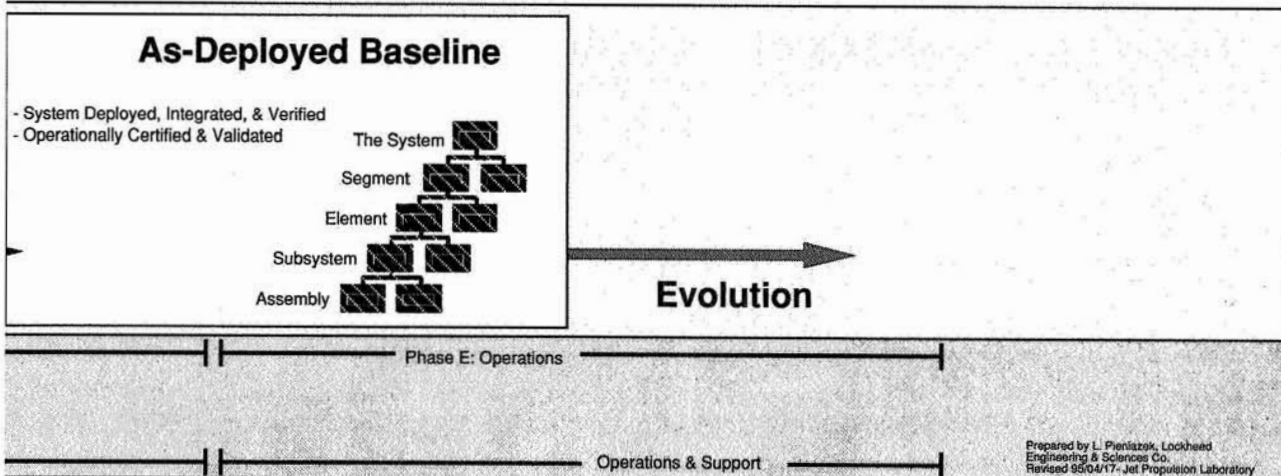 As-Deployed Baseline
- System Deployed, Integrated, & Verified
- Operationally Certified & Validated
The System
Segment
Element
Subsystem
Assembly
Evolution
Phase E: Operations
Operations & Support
Prepared by L. Pieniazek, Lockheed
Engineering & Sciences Co.
Revised 95/04/17- Jet Propulsion Laboratory